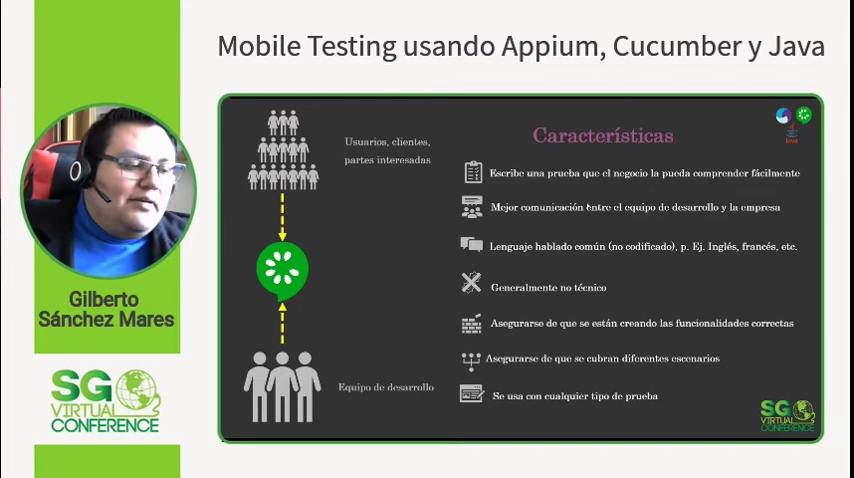 Mobile Testing usando Appium, Cucumber y Java
Usuarios, clientes,
partes interesadas
Equipo de desarrollo
Características
Escribe una prueba que el negocio la pueda comprender fácilmente
Mejor comunicación entre el equipo de desarrollo y la empresa
Lenguaje hablado común (no codificado), p. Ej. Inglés, francés, etc.
Generalmente no técnico
Asegurarse de que se están creando las funcionalidades correctas
Asegurarse de que se cubran diferentes escenarios
Se usa con cualquier tipo de prueba
Java
SG
VIRTUAL
CONFERENCE
Gilberto
Sánchez Mares
SG
VIRTUAL
CONFERENCE